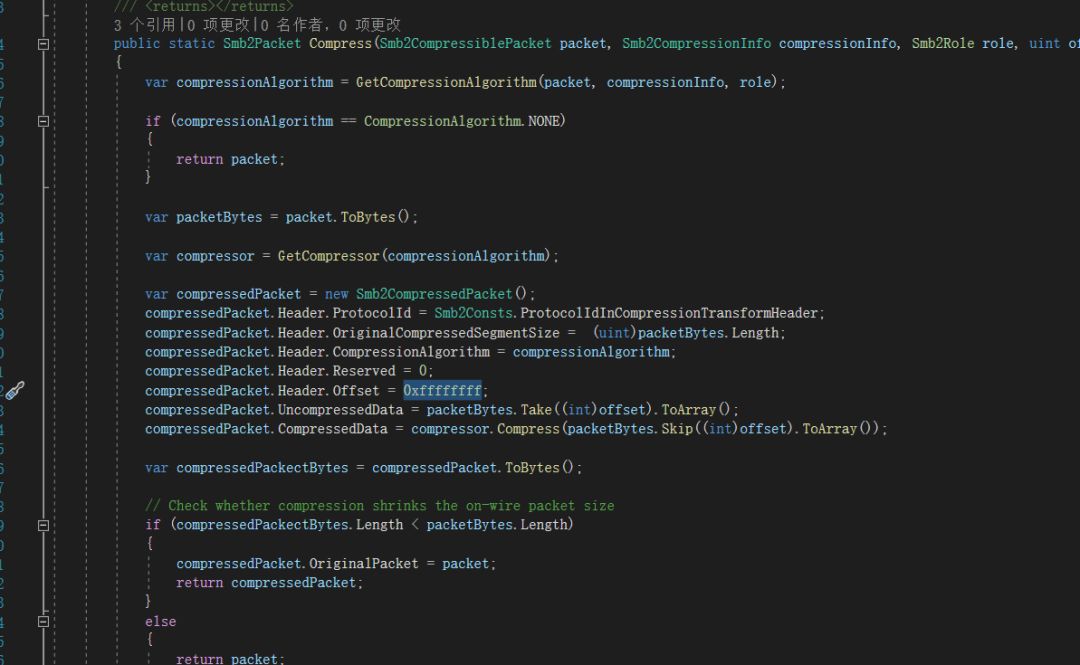 /// <returns></returns>
3 个引用|0 项更改|0 名作者，0 项更改
public static Smb2Packet Compress(Smb2CompressiblePacket packet, Smb2CompressionInfo compressionInfo, Smb2Role role, uint of
{
var compressionAlgorithm = GetCompressionAlgorithm(packet, compressionInfo, role);
if (compressionAlgorithm == CompressionAlgorithm.NONE)
{
return packet;
}
var packetBytes = packet.ToBytes();
var compressor = GetCompressor(compressionAlgorithm);
var compressedPacket = new Smb2CompressedPacket();
compressedPacket.Header.ProtocolId = Smb2Consts.ProtocolIdInCompressionTransformHeader;
compressedPacket.Header.OriginalCompressedSegmentSize =  (uint)packetBytes.Length;
compressedPacket.Header.CompressionAlgorithm = compressionAlgorithm;
compressedPacket.Header.Reserved = 0;
compressedPacket.Header.Offset = 0xffffffff;
compressedPacket.UncompressedData = packetBytes.Take((int)offset).ToArray();
compressedPacket.CompressedData = compressor.Compress(packetBytes.Skip((int)offset).ToArray());
var compressedPackectBytes = compressedPacket.ToBytes();
// Check whether compression shrinks the on-wire packet size
if (compressedPackectBytes.Length < packetBytes.Length)
{
compressedPacket.OriginalPacket = packet;
return compressedPacket;
}
else
{
return packet;